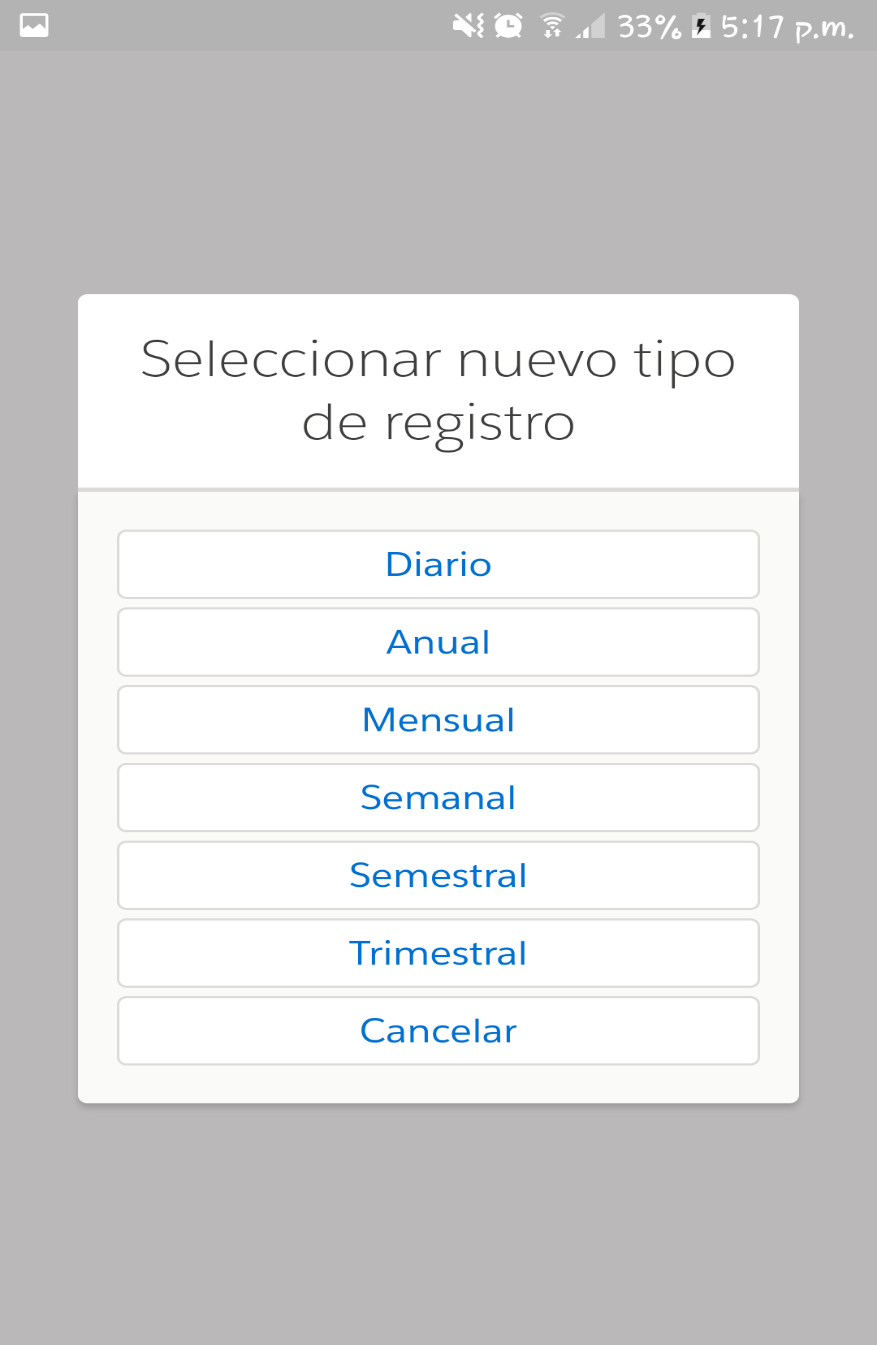 33% 5:17 p.m.
Seleccionar nuevo tipo
de registro
Diario
Anual
Mensual
Semanal
Semestral
Trimestral
Cancelar